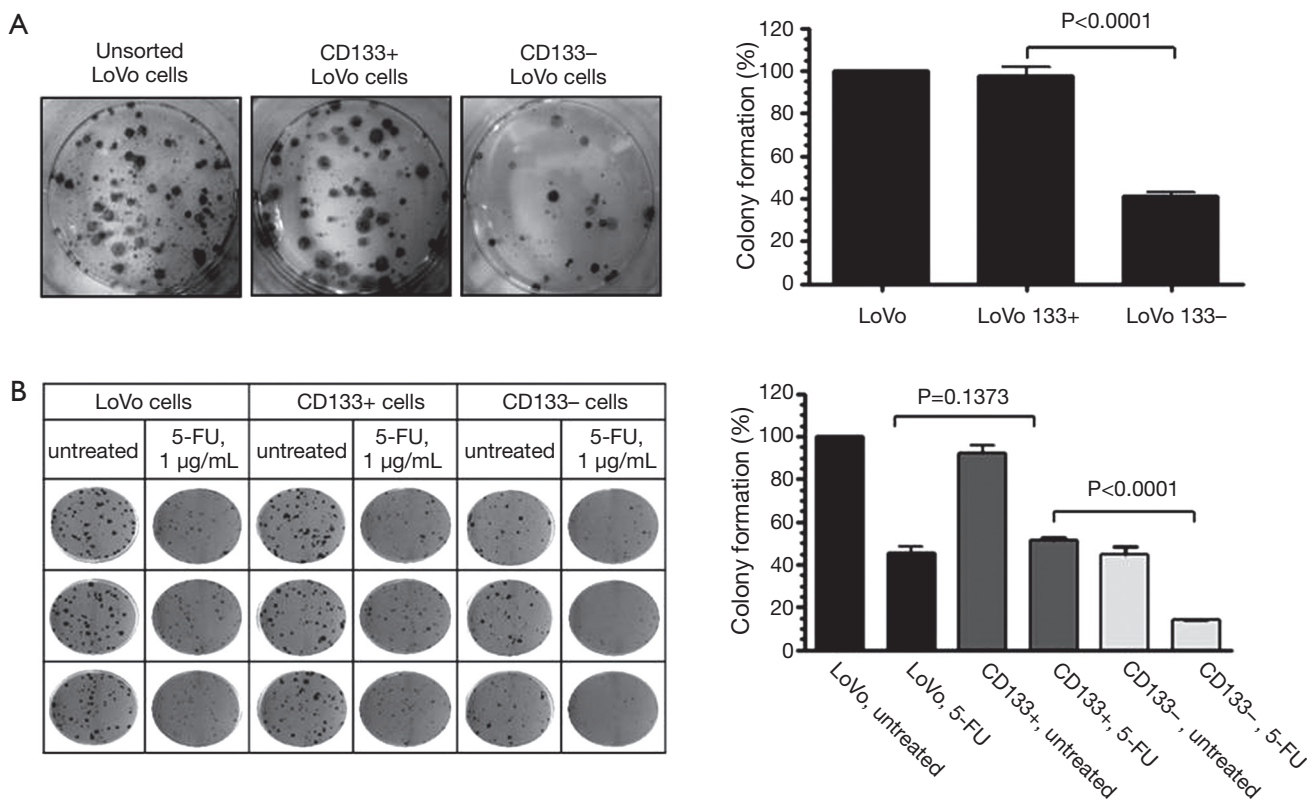 A
Unsorted
LoVo cells
CD133+
LoVo cells
CD133–
LoVo cells
Colony formation (%)
120
100
80
60
40
20
0
P<0.0001
LoVo
LoVo 133+
LoVo 133–
B
LoVo cells
CD133+ cells
CD133– cells
untreated
5-FU,
1 µg/mL
untreated
5-FU,
1 µg/mL
untreated
5-FU,
1 µg/mL
Colony formation (%)
120
100
80
60
40
20
0
P=0.1373
P<0.0001
LoVo, untreated
LoVo, 5-FU
CD133+, untreated
CD133+, 5-FU
CD133–, untreated
CD133–, 5-FU